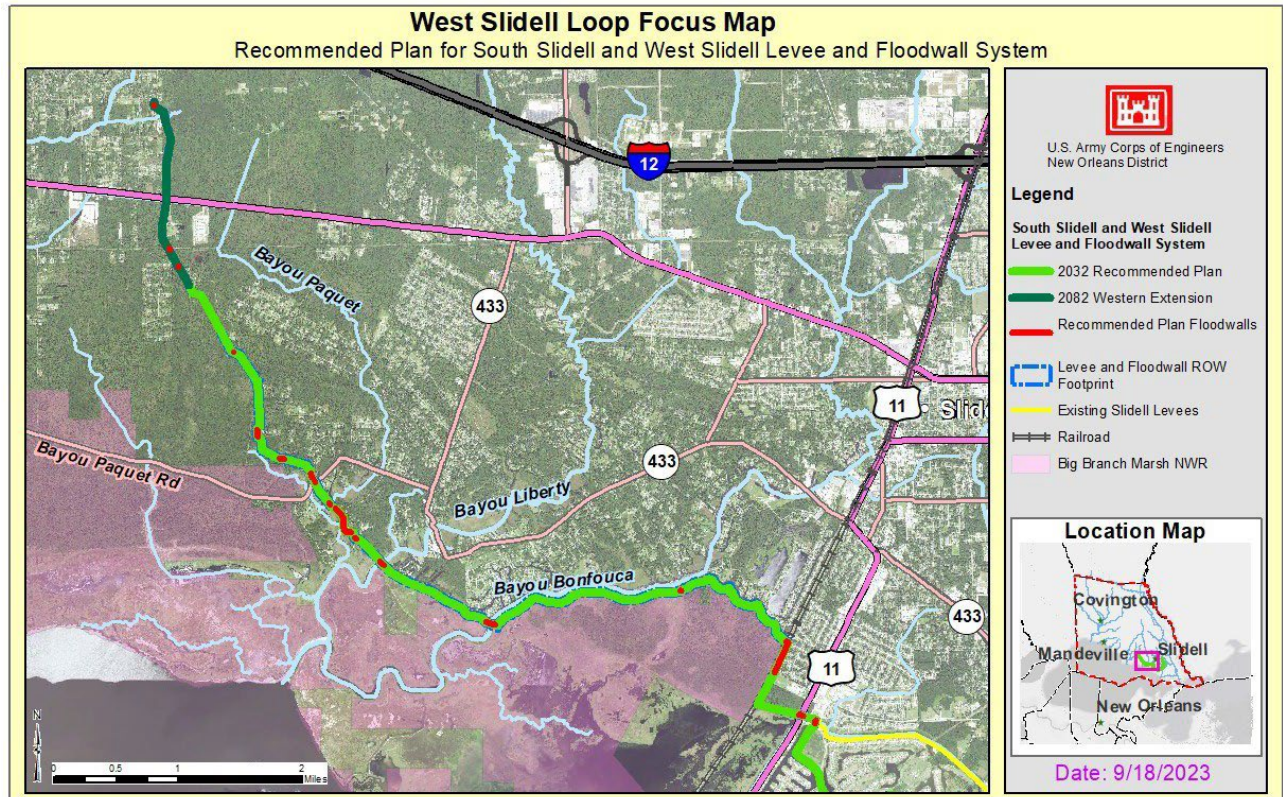 West Slidell Loop Focus Map
Recommended Plan for South Slidell and West Slidell Levee and Floodwall System
12
Bayou Paquet
433
11
Slid
Bayou Paquet Rd
433
Bayou Liberty
Bayou Bonfouca
433
11
N
0 0.5 1 2
Miles
U.S. Army Corps of Engineers
New Orleans District
Legend
South Slidell and West Slidell
Levee and Floodwall System
2032 Recommended Plan
2082 Western Extension
Recommended Plan Floodwalls
Levee and Floodwall ROW
Footprint
Existing Slidell Levees
Railroad
Big Branch Marsh NWR
Location Map
Covington
Mandeville
Slidell
New Orleans
Date: 9/18/2023